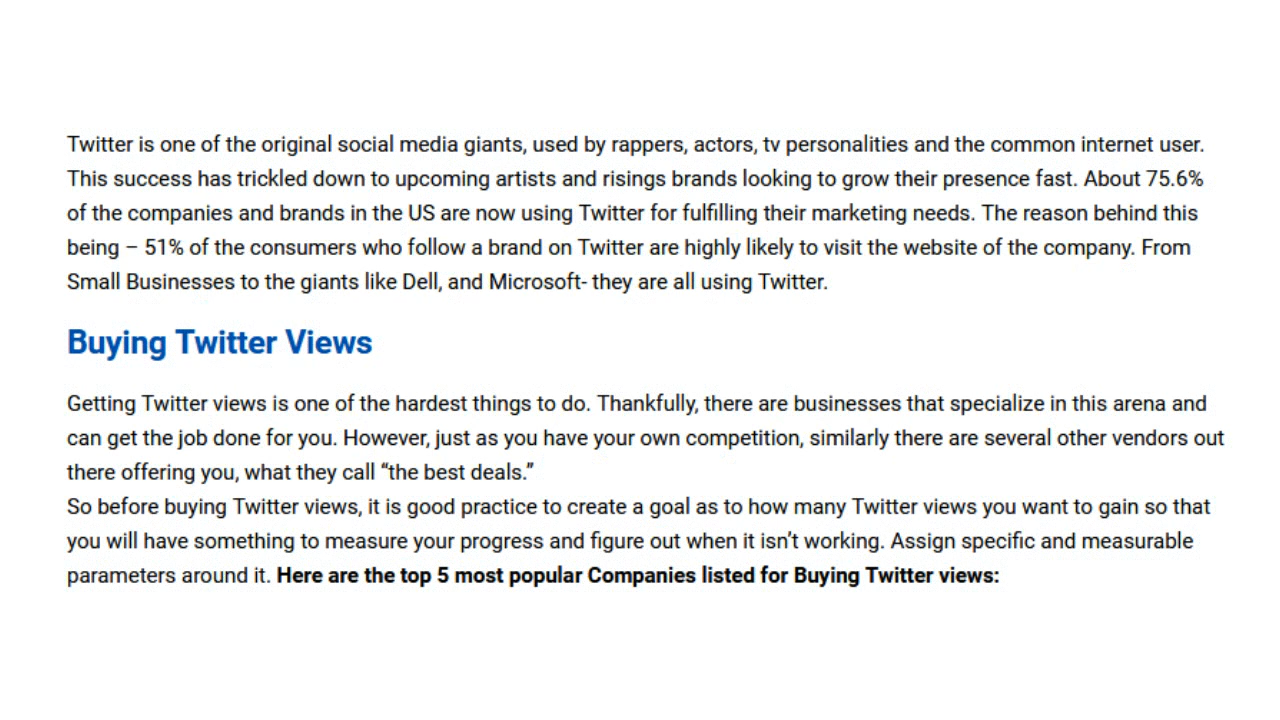 Twitter is one of the original social media giants, used by rappers, actors, tv personalities and the common internet user.
This success has trickled down to upcoming artists and risings brands looking to grow their presence fast. About 75.6%
of the companies and brands in the US are now using Twitter for fulfilling their marketing needs. The reason behind this
being – 51% of the consumers who follow a brand on Twitter are highly likely to visit the website of the company. From
Small Businesses to the giants like Dell, and Microsoft- they are all using Twitter.
Buying Twitter Views
Getting Twitter views is one of the hardest things to do. Thankfully, there are businesses that specialize in this arena and
can get the job done for you. However, just as you have your own competition, similarly there are several other vendors out
there offering you, what they call “the best deals.”
So before buying Twitter views, it is good practice to create a goal as to how many Twitter views you want to gain so that
you will have something to measure your progress and figure out when it isn’t working. Assign specific and measurable
parameters around it. Here are the top 5 most popular Companies listed for Buying Twitter views: